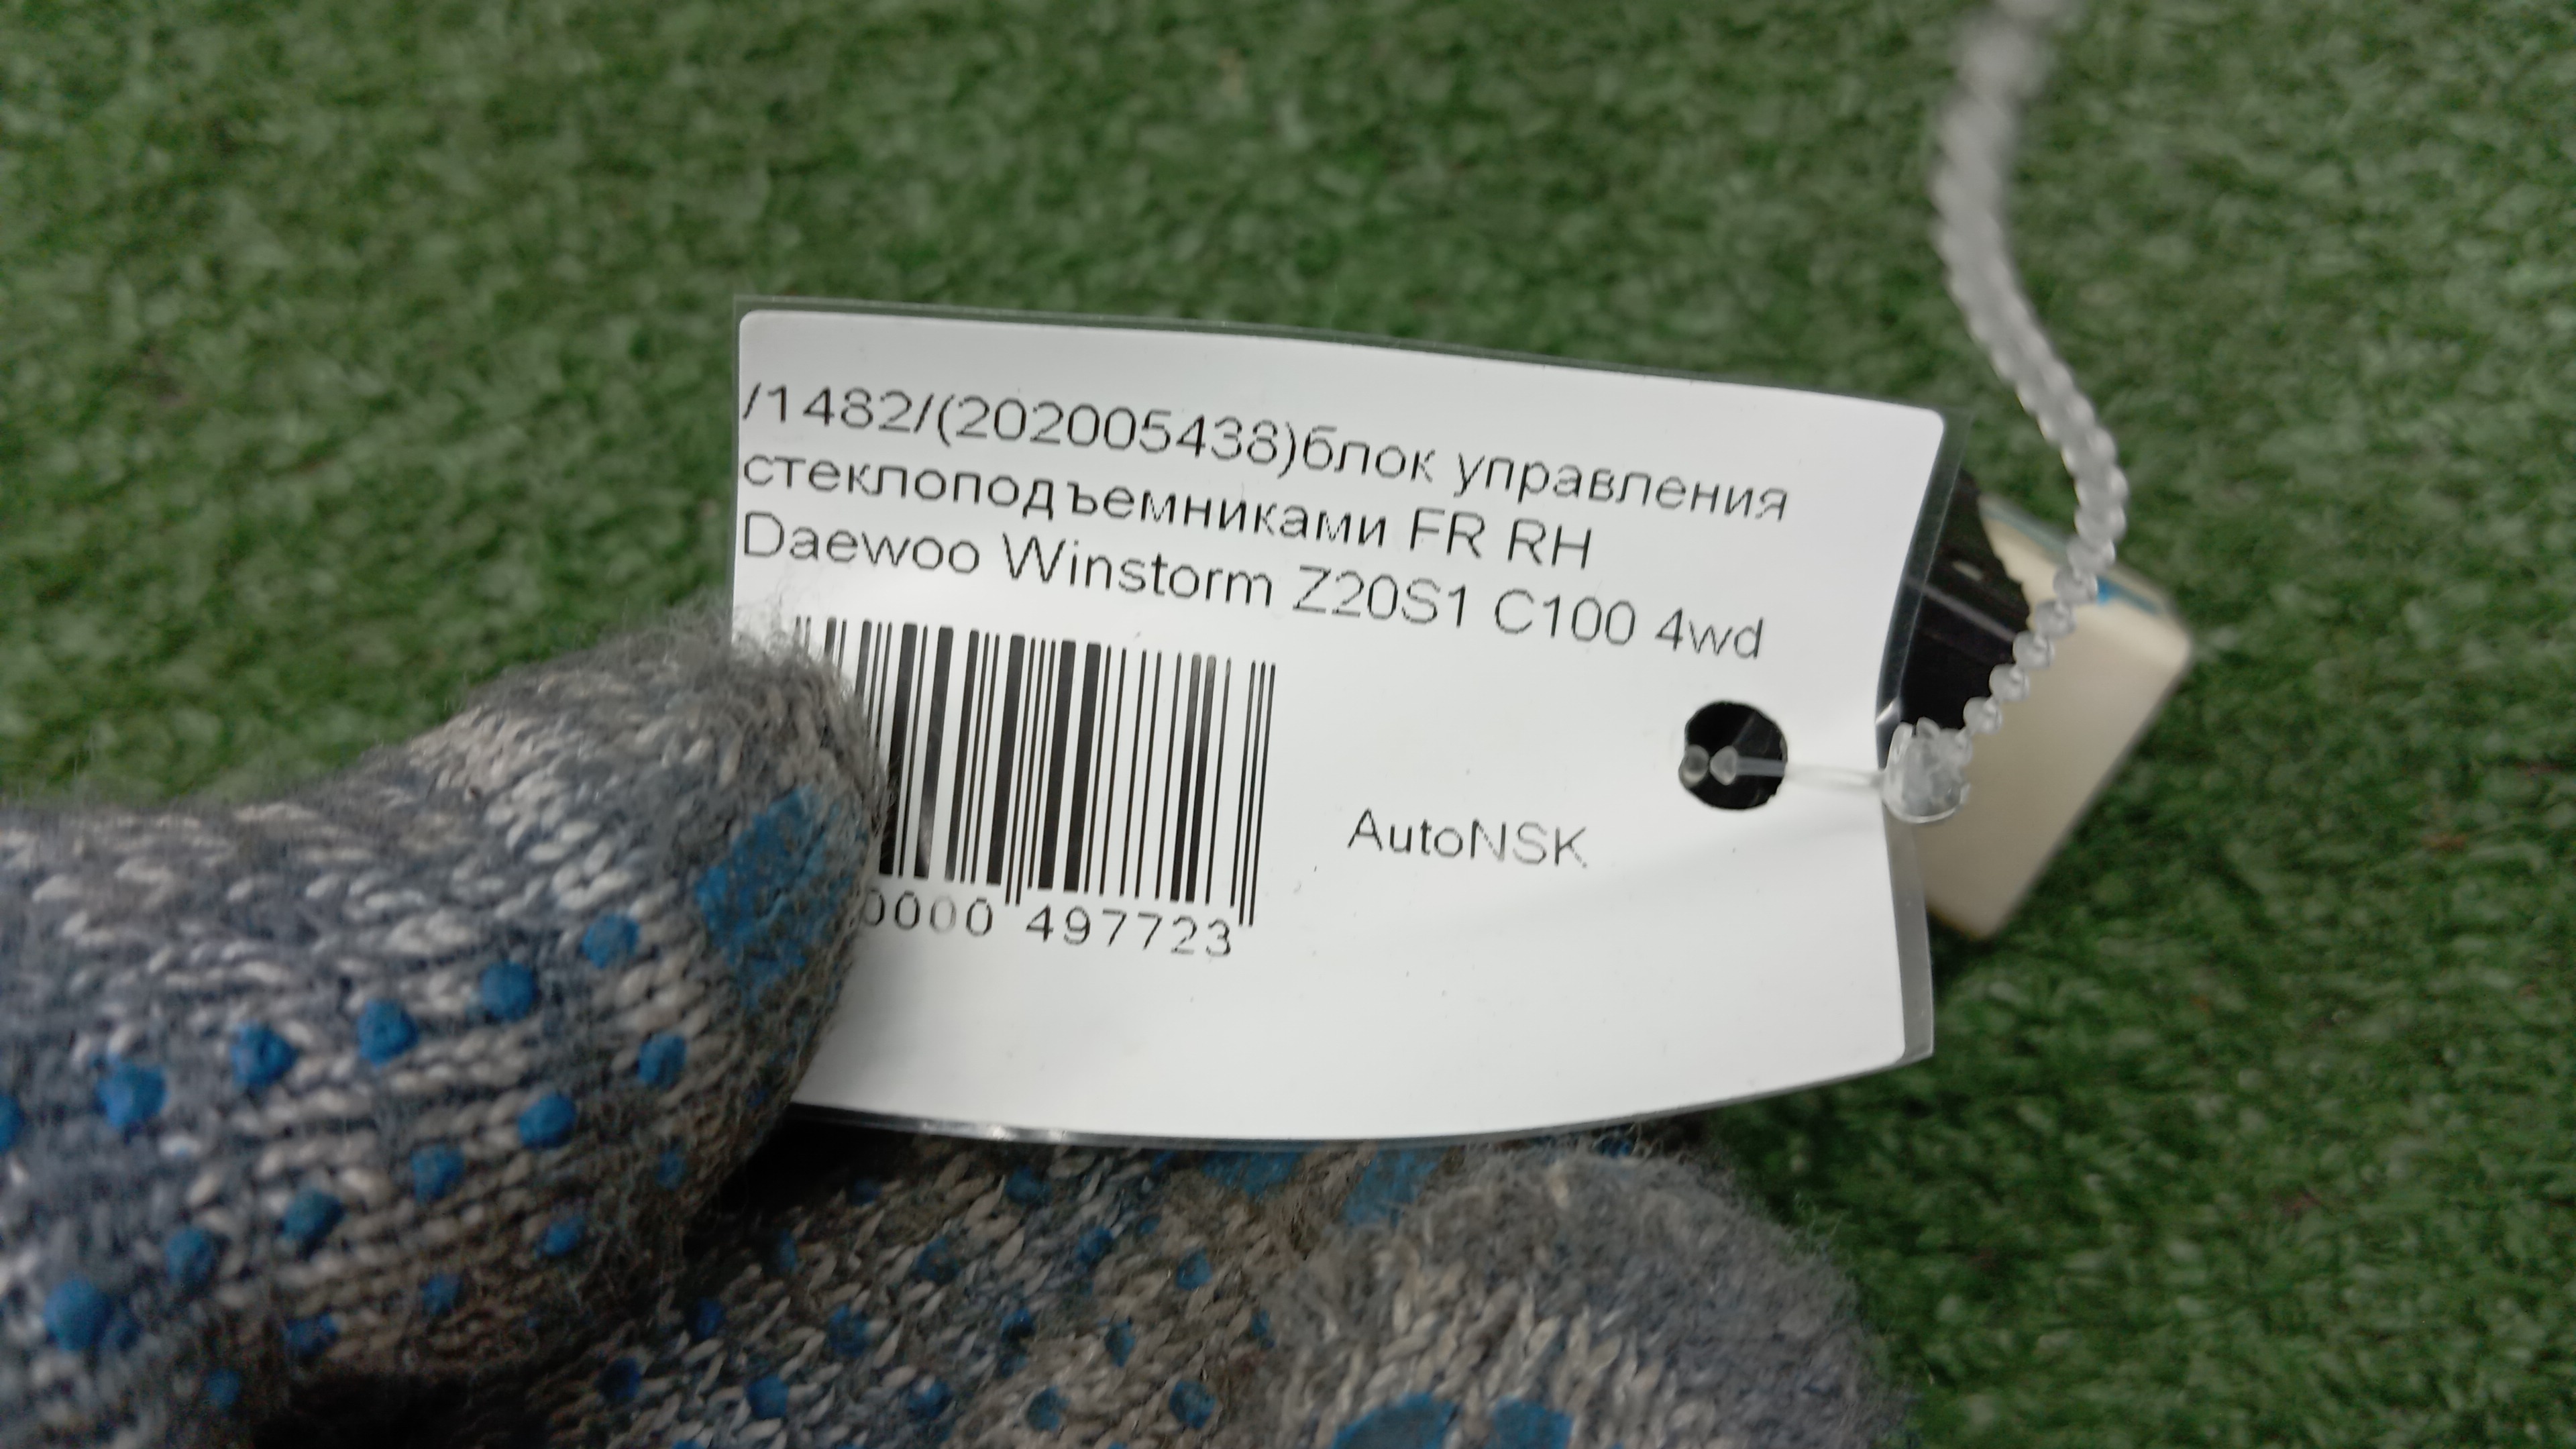 /1482/(202005438)блок управления
стеклоподъемниками FR RH
Daewoo Winstorm Z20S1 C100 4wd
AutoNSK
0000 497723